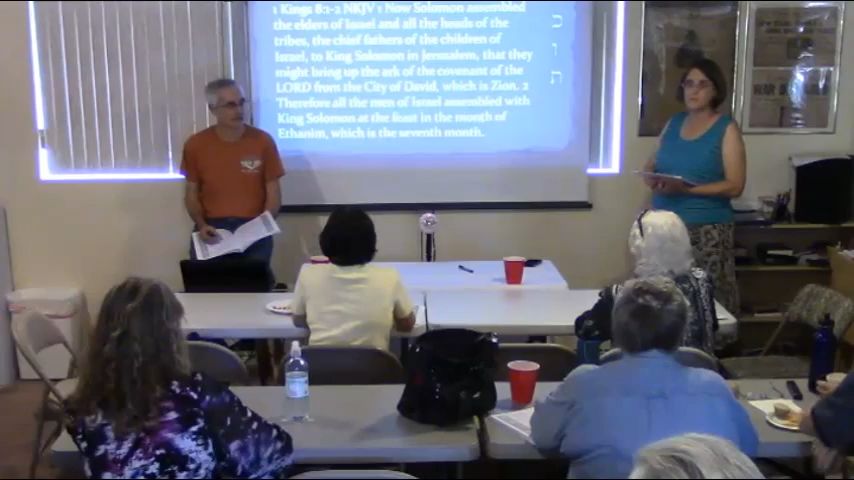 1 Kings 8:1-2 NKJV 1 Now Solomon assembled
the elders of Israel and all the heads of the
tribes, the chief fathers of the children of
Israel, to King Solomon in Jerusalem, that they
might bring up the ark of the covenant of the
LORD from the City of David, which is Zion. 2
Therefore all the men of Israel assembled with
King Solomon at the feast in the month of
Ethanim, which is the seventh month.
כ
ו
ת
WAR